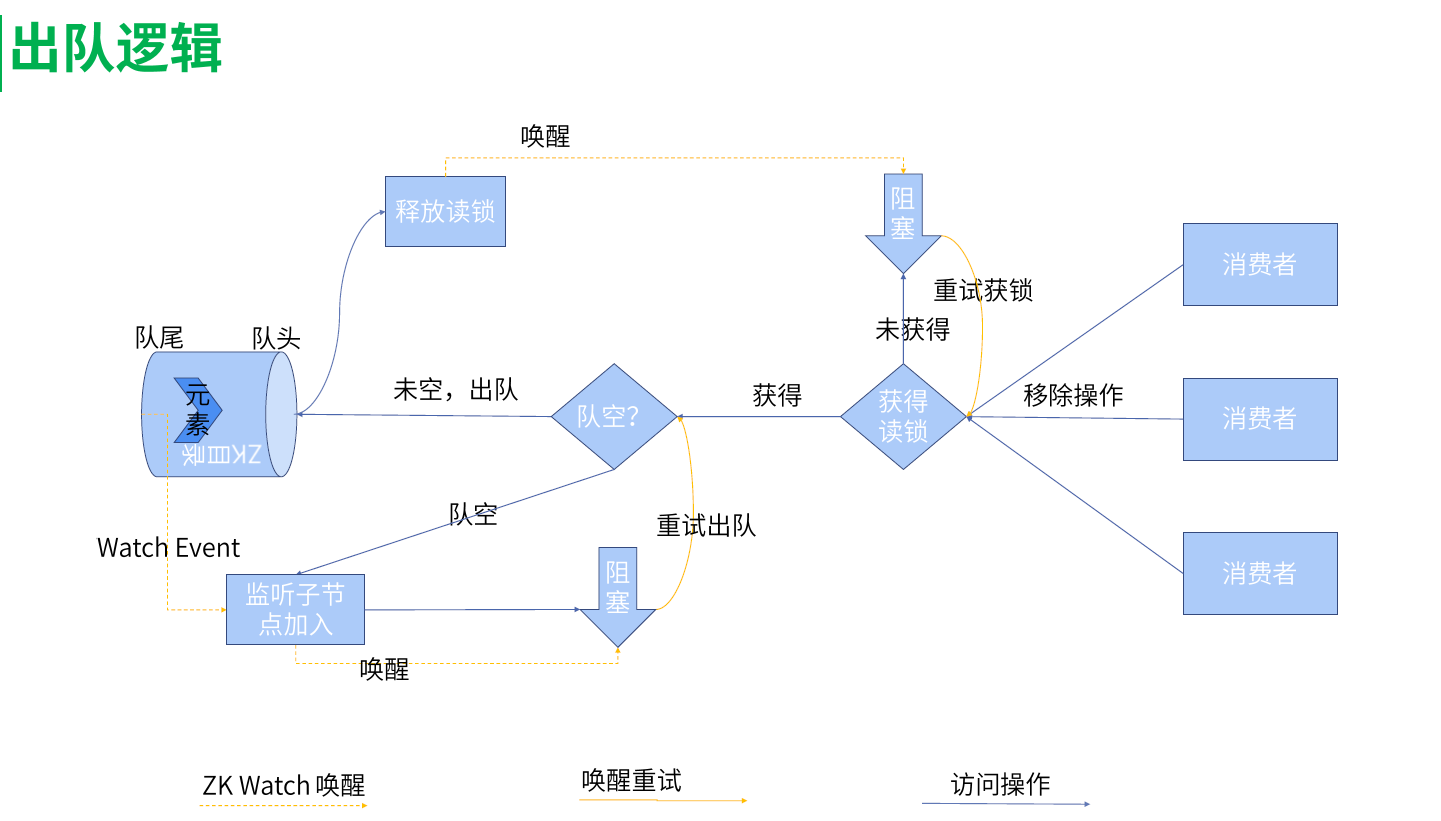 出队逻辑
唤醒
释放读锁
阻
塞
消费者
重试获锁
未获得
队尾
队头
元
素
ZK目录
未空，出队
队空？
获得
获得
读锁
移除操作
消费者
队空
重试出队
Watch Event
监听子节
点加入
阻
塞
消费者
唤醒
ZK Watch 唤醒
唤醒重试
访问操作